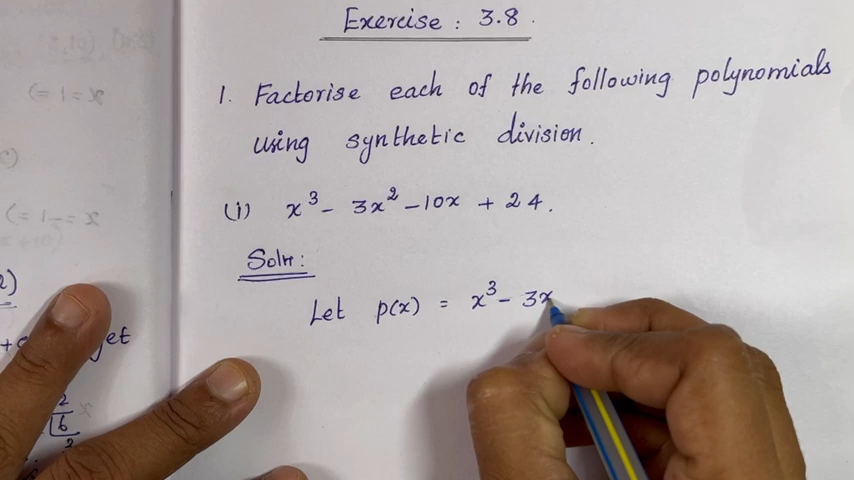 Exercise : 3.8.
1. Factorise each of the following polynomials
using synthetic division.
(i) x³ - 3x² - 10x + 24.
Soln:
Let p(x) = x³ - 3x